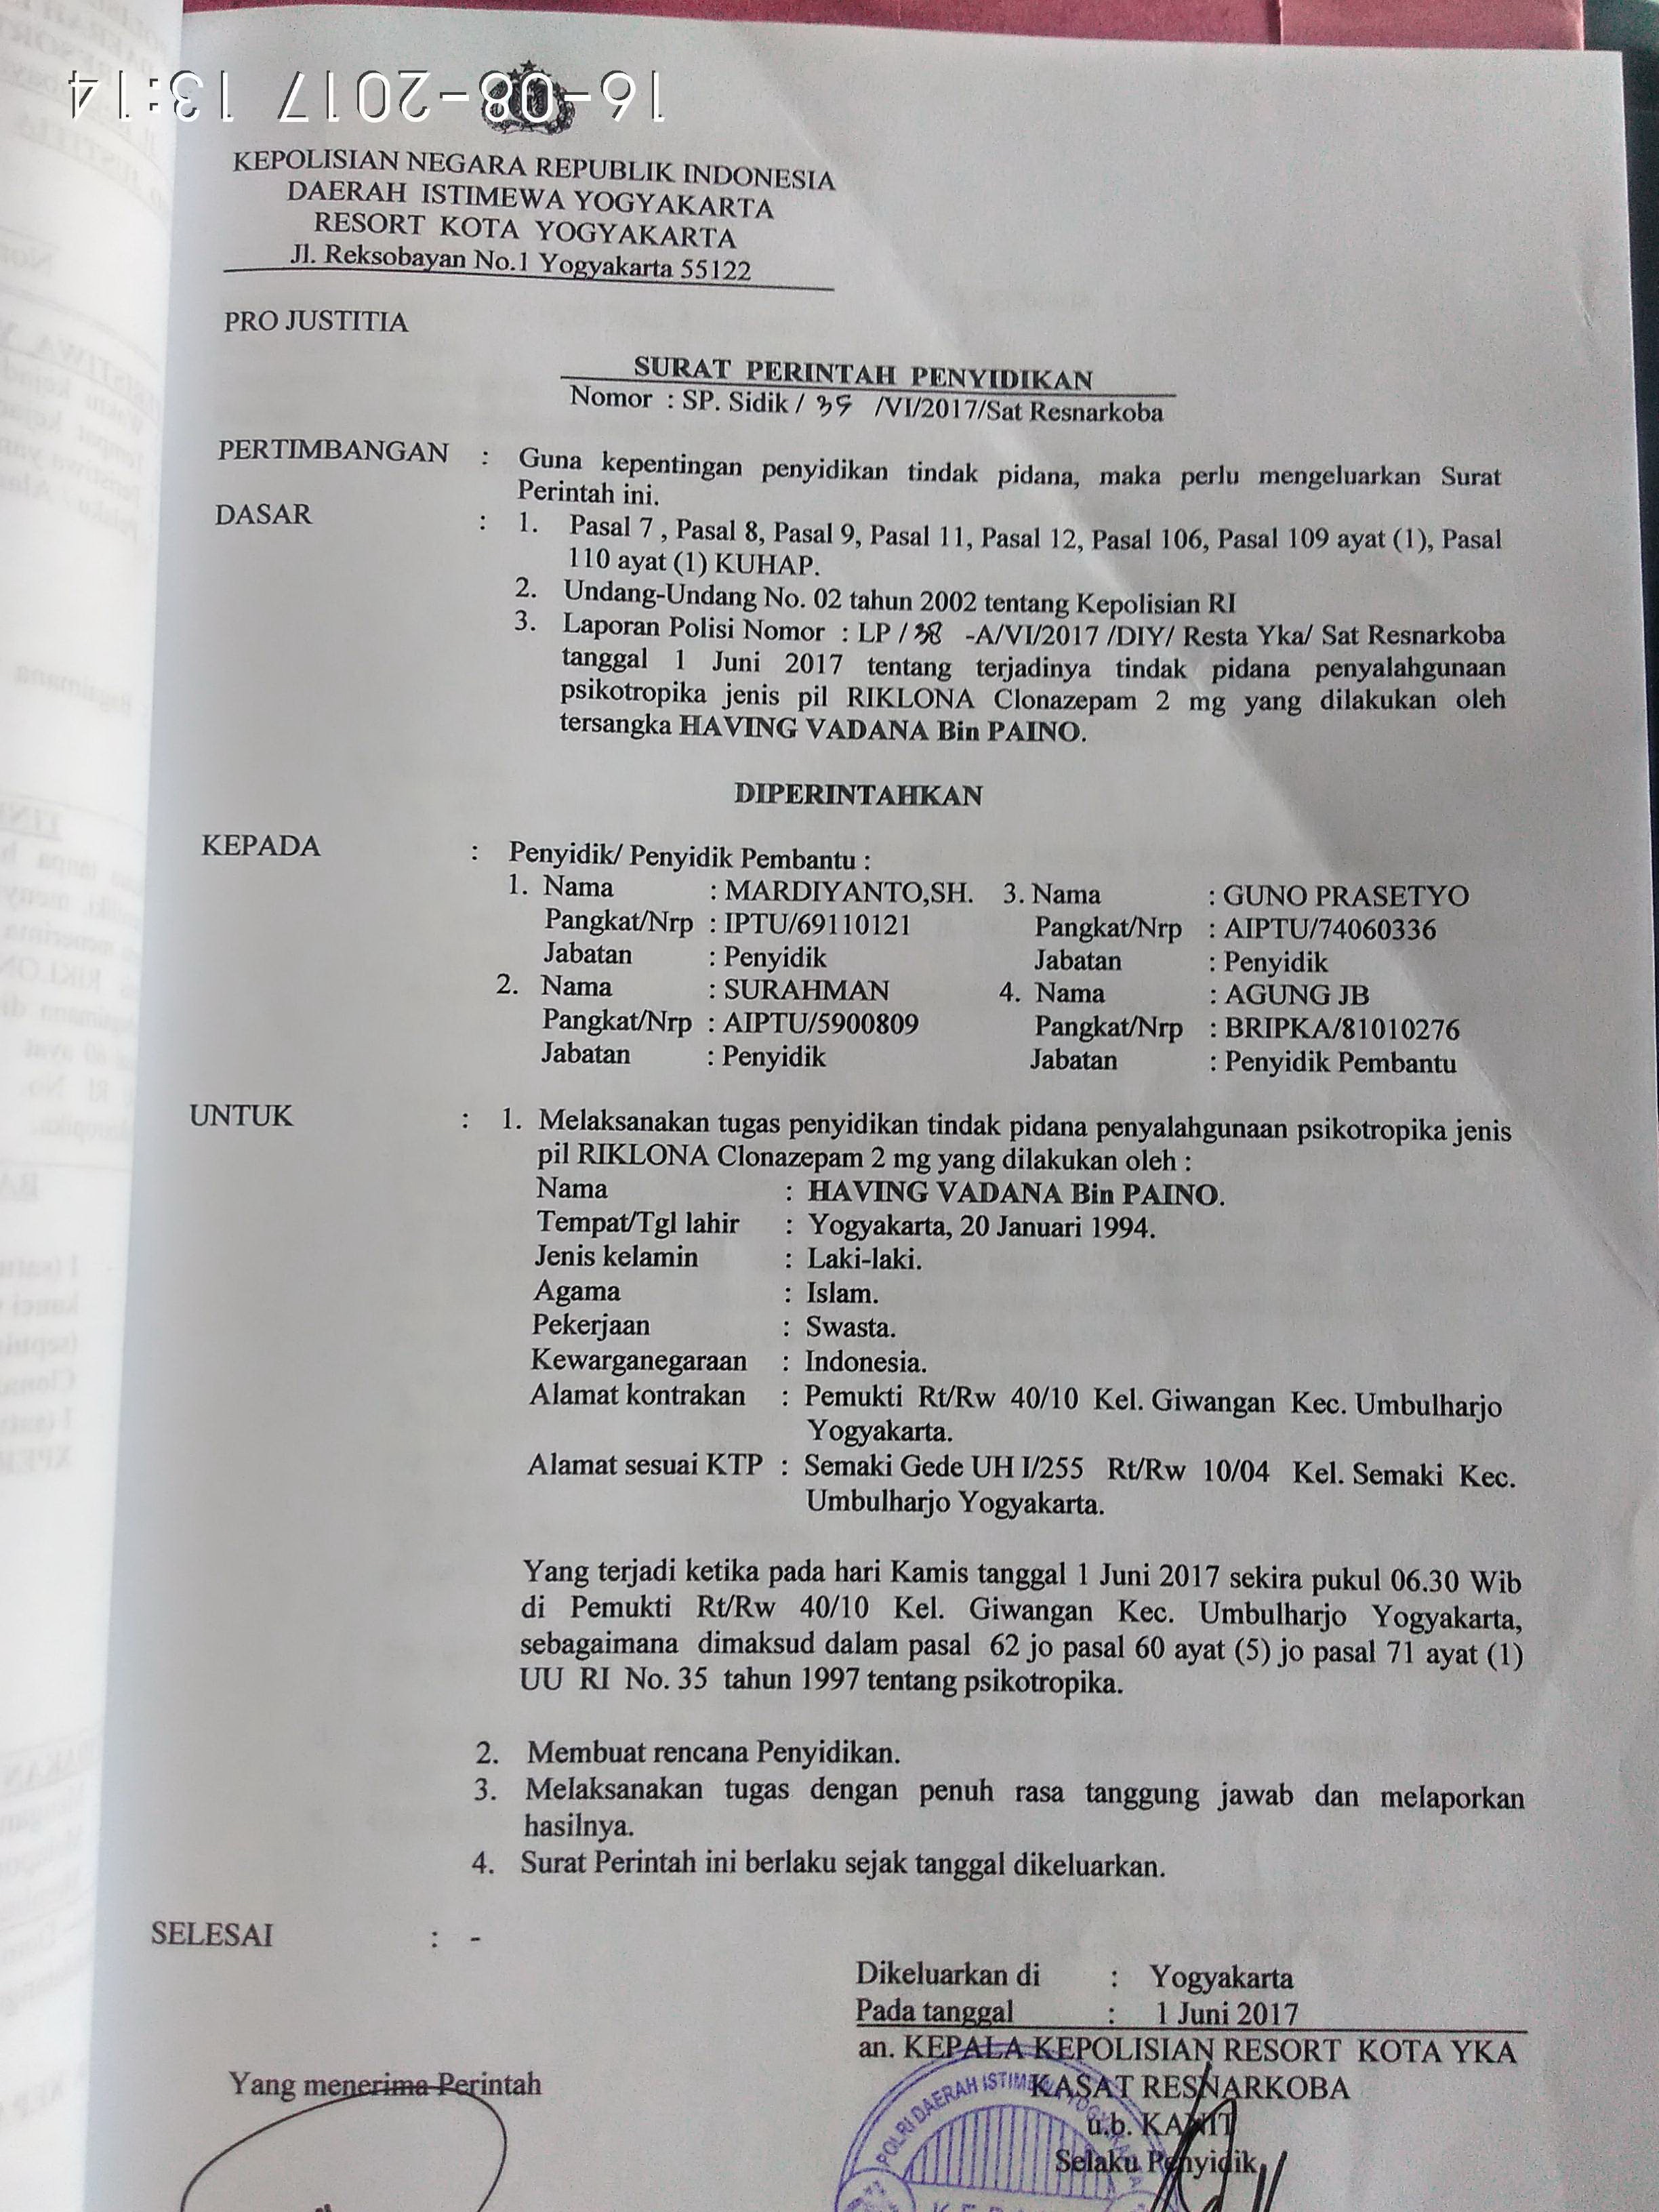 16-08-2017 13:14
KEPOLISIAN NEGARA REPUBLIK INDONESIA
DAERAH ISTIMEWA YOGYAKARTA
RESORT KOTA YOGYAKARTA
Jl. Reksobayan No.1 Yogyakarta 55122
PRO JUSTITIA
SURAT PERINTAH PENYIDIKAN
Nomor : SP. Sidik / 39 /VI/2017/Sat Resnarkoba
PERTIMBANGAN : Guna kepentingan penyidikan tindak pidana, maka perlu mengeluarkan Surat
Perintah ini.
DASAR : 1. Pasal 7 , Pasal 8, Pasal 9, Pasal 11, Pasal 12, Pasal 106, Pasal 109 ayat (1), Pasal
110 ayat (1) KUHAP.
2. Undang-Undang No. 02 tahun 2002 tentang Kepolisian RI
3. Laporan Polisi Nomor : LP / 38 -A/VI/2017 /DIY/ Resta Yka/ Sat Resnarkoba
tanggal 1 Juni 2017 tentang terjadinya tindak pidana penyalahgunaan
psikotropika jenis pil RIKLONA Clonazepam 2 mg yang dilakukan oleh
tersangka HAVING VADANA Bin PAINO.
DIPERINTAHKAN
KEPADA : Penyidik/ Penyidik Pembantu :
1. Nama : MARDIYANTO,SH. 3. Nama : GUNO PRASETYO
Pangkat/Nrp : IPTU/69110121 Pangkat/Nrp : AIPTU/74060336
Jabatan : Penyidik Jabatan : Penyidik
2. Nama : SURAHMAN 4. Nama : AGUNG JB
Pangkat/Nrp : AIPTU/5900809 Pangkat/Nrp : BRIPKA/81010276
Jabatan : Penyidik Jabatan : Penyidik Pembantu
UNTUK : 1. Melaksanakan tugas penyidikan tindak pidana penyalahgunaan psikotropika jenis
pil RIKLONA Clonazepam 2 mg yang dilakukan oleh :
Nama : HAVING VADANA Bin PAINO.
Tempat/Tgl lahir : Yogyakarta, 20 Januari 1994.
Jenis kelamin : Laki-laki.
Agama : Islam.
Pekerjaan : Swasta.
Kewarganegaraan : Indonesia.
Alamat kontrakan : Pemukti Rt/Rw 40/10 Kel. Giwangan Kec. Umbulharjo
Yogyakarta.
Alamat sesuai KTP : Semaki Gede UH I/255 Rt/Rw 10/04 Kel. Semaki Kec.
Umbulharjo Yogyakarta.
Yang terjadi ketika pada hari Kamis tanggal 1 Juni 2017 sekira pukul 06.30 Wib
di Pemukti Rt/Rw 40/10 Kel. Giwangan Kec. Umbulharjo Yogyakarta,
sebagaimana dimaksud dalam pasal 62 jo pasal 60 ayat (5) jo pasal 71 ayat (1)
UU RI No. 35 tahun 1997 tentang psikotropika.
2. Membuat rencana Penyidikan.
3. Melaksanakan tugas dengan penuh rasa tanggung jawab dan melaporkan
hasilnya.
4. Surat Perintah ini berlaku sejak tanggal dikeluarkan.
SELESAI : -
Dikeluarkan di : Yogyakarta
Pada tanggal : 1 Juni 2017
an. KEPALA KEPOLISIAN RESORT KOTA YKA
KASAT RESNARKOBA
u.b. KANIT
Selaku Penyidik
Yang menerima Perintah
POLRI DAERAH ISTIMEWA YOGYAKARTA